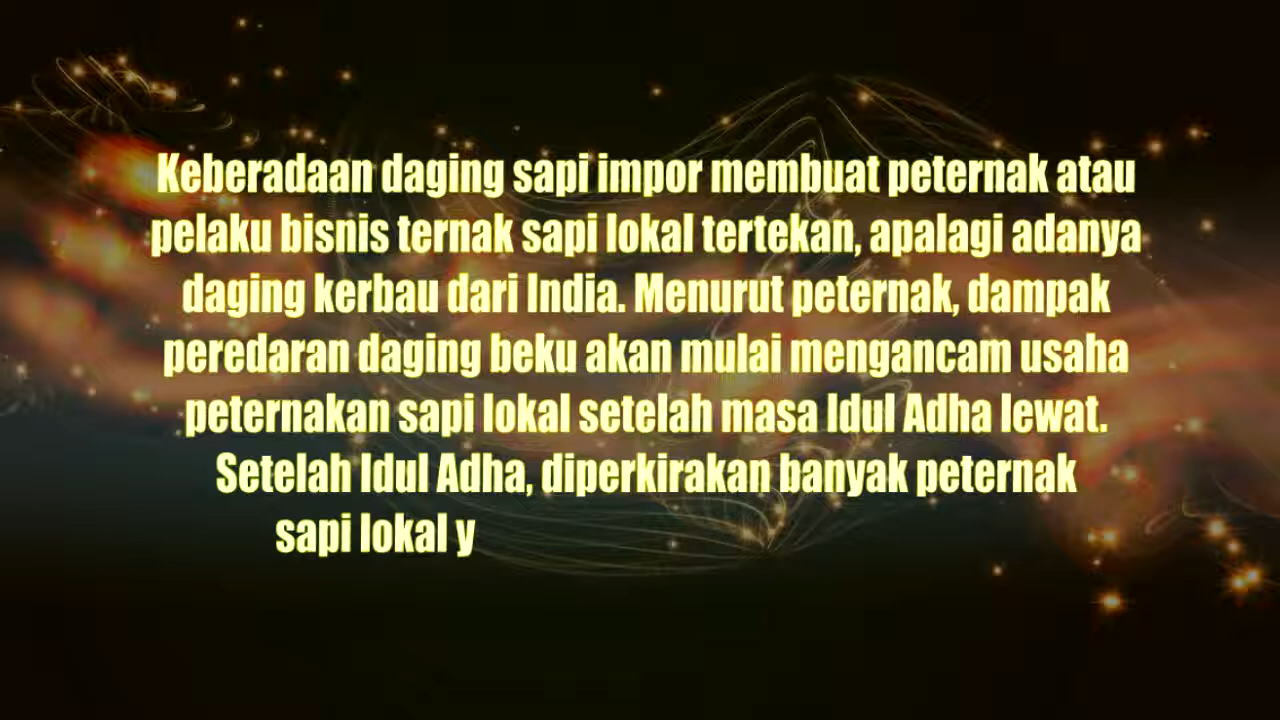 Keberadaan daging sapi impor membuat peternak atau
pelaku bisnis ternak sapi lokal tertekan, apalagi adanya
daging kerbau dari India. Menurut peternak, dampak
peredaran daging beku akan mulai mengancam usaha
peternakan sapi lokal setelah masa Idul Adha lewat.
Setelah Idul Adha, diperkirakan banyak peternak
sapi lokal y